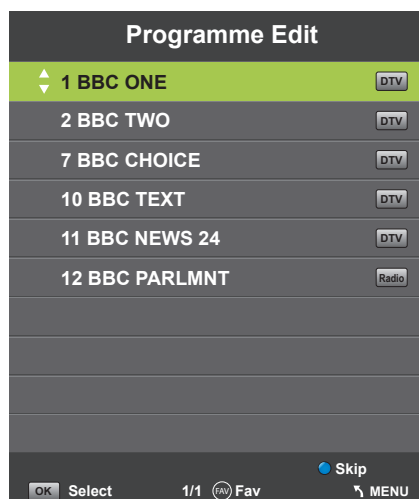 Programme Edit
1 BBC ONE DTV
2 BBC TWO DTV
7 BBC CHOICE DTV
10 BBC TEXT DTV
11 BBC NEWS 24 DTV
12 BBC PARLMNT Radio
Skip
OK Select 1/1 FAV Fav MENU